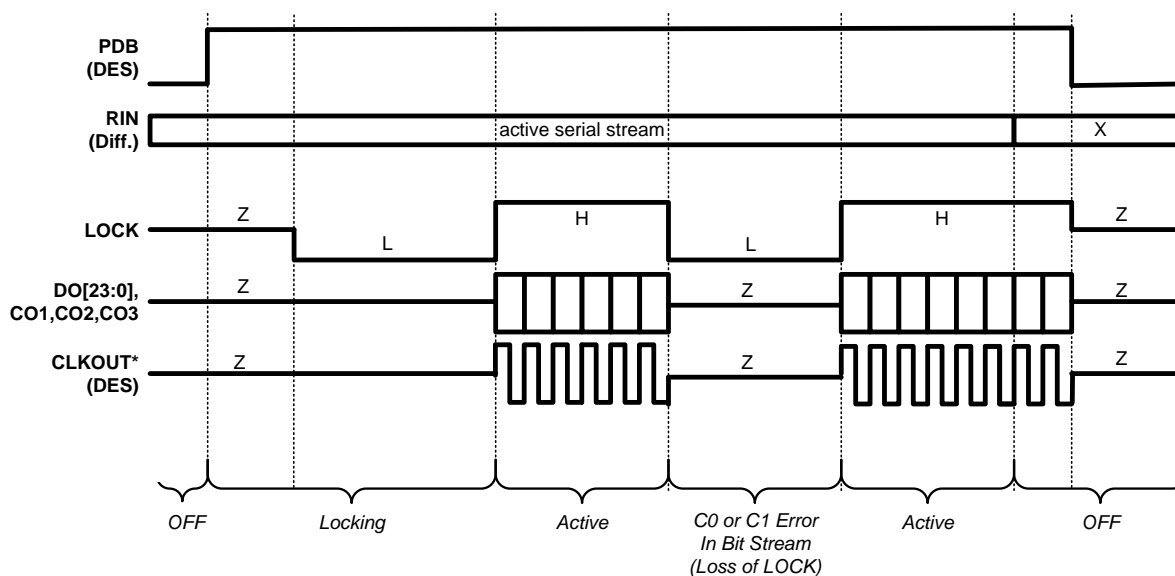 PDB
(DES)
RIN
(Diff.)
active serial stream
X
LOCK
Z
L
H
L
H
Z
DO[23:0],
CO1,CO2,CO3
Z
Z
Z
CLKOUT*
(DES)
Z
Z
Z
OFF
Locking
Active
C0 or C1 Error
In Bit Stream
(Loss of LOCK)
Active
OFF